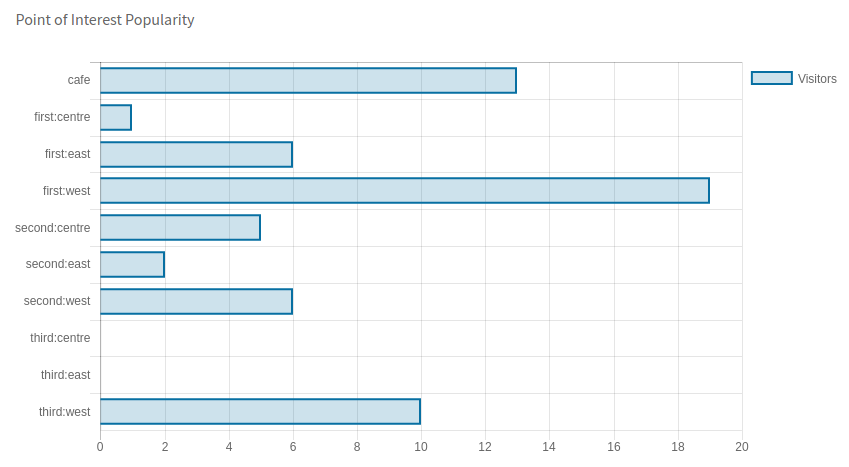 Point of Interest Popularity
cafe
Visitors
first:centre
first:east
first:west
second:centre
second:east
second:west
third:centre
third:east
third:west
0 2 4 6 8 10 12 14 16 18 20